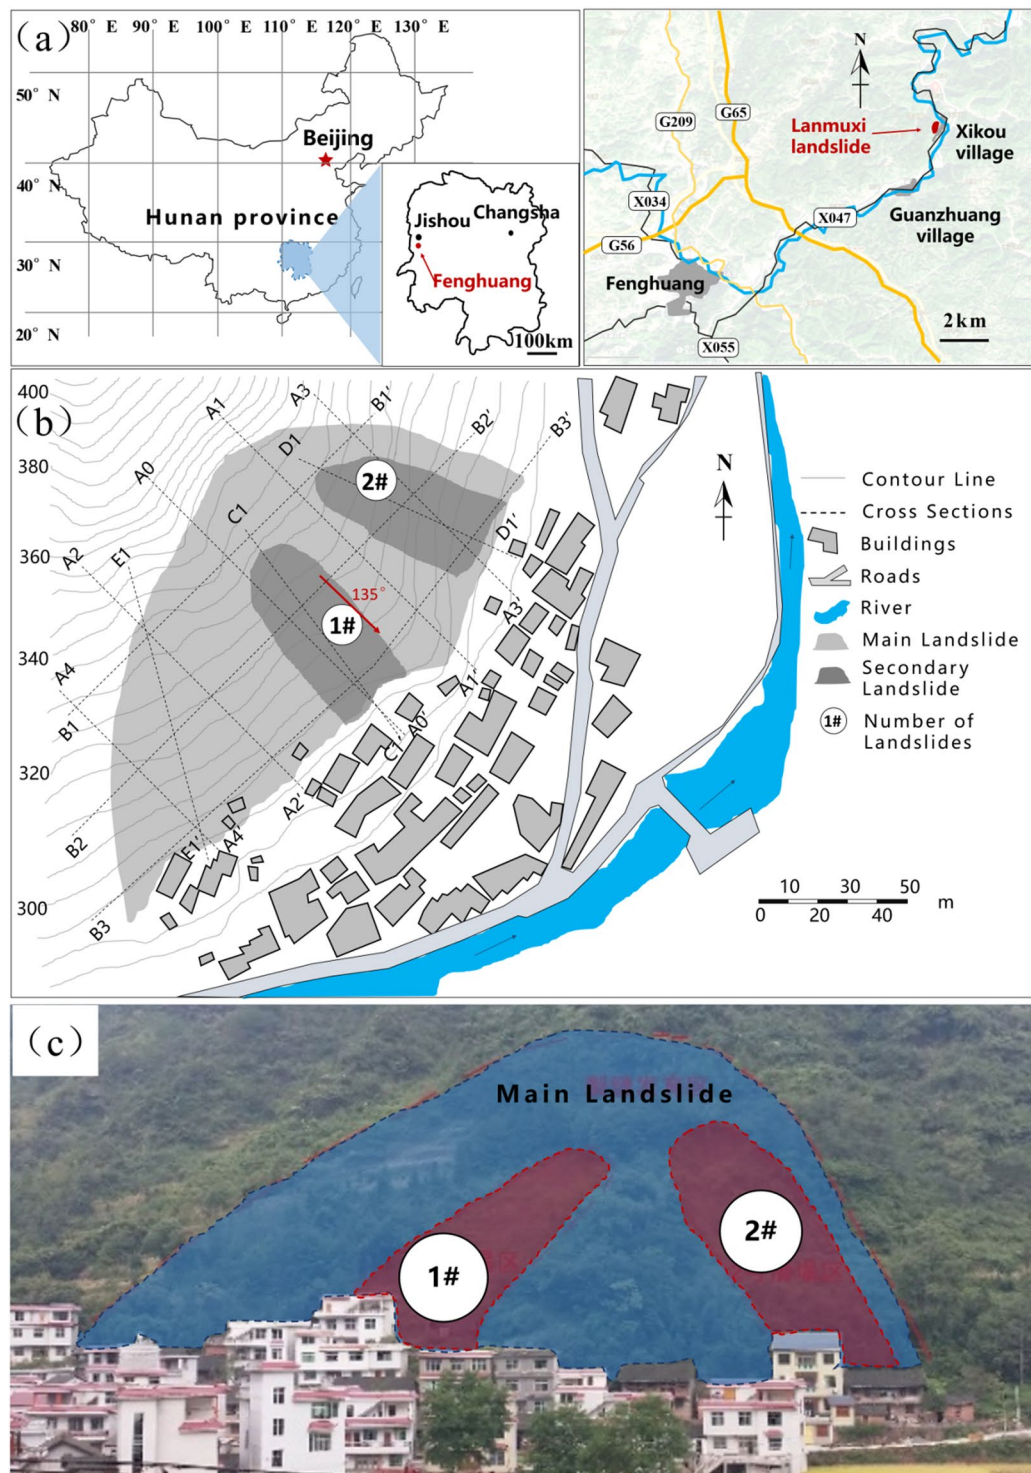 (a)
80° E
90° E
100° E
110° E
120° E
130° E
50° N
40° N
30° N
20° N
Beijing
Hunan province
Jishou
Changsha
Fenghuang
100km
N
G209
G65
Lanmuxi
landslide
Xikou
village
X034
X047
Guanzhuang
village
G56
Fenghuang
X055
2km
(b)
400
380
360
340
320
300
A0
A1
A3
B1′
B2′
B3′
D1
2#
C1
A2
E1
D1′
135°
1#
A3′
A4
B1
A1′
A0′
C1′
A2′
B2
E1′
A4′
B3
N
Contour Line
Cross Sections
Buildings
Roads
River
Main Landslide
Secondary
Landslide
1#
Number of
Landslides
10 30 50
m
0 20 40
(c)
Main Landslide
1#
2#